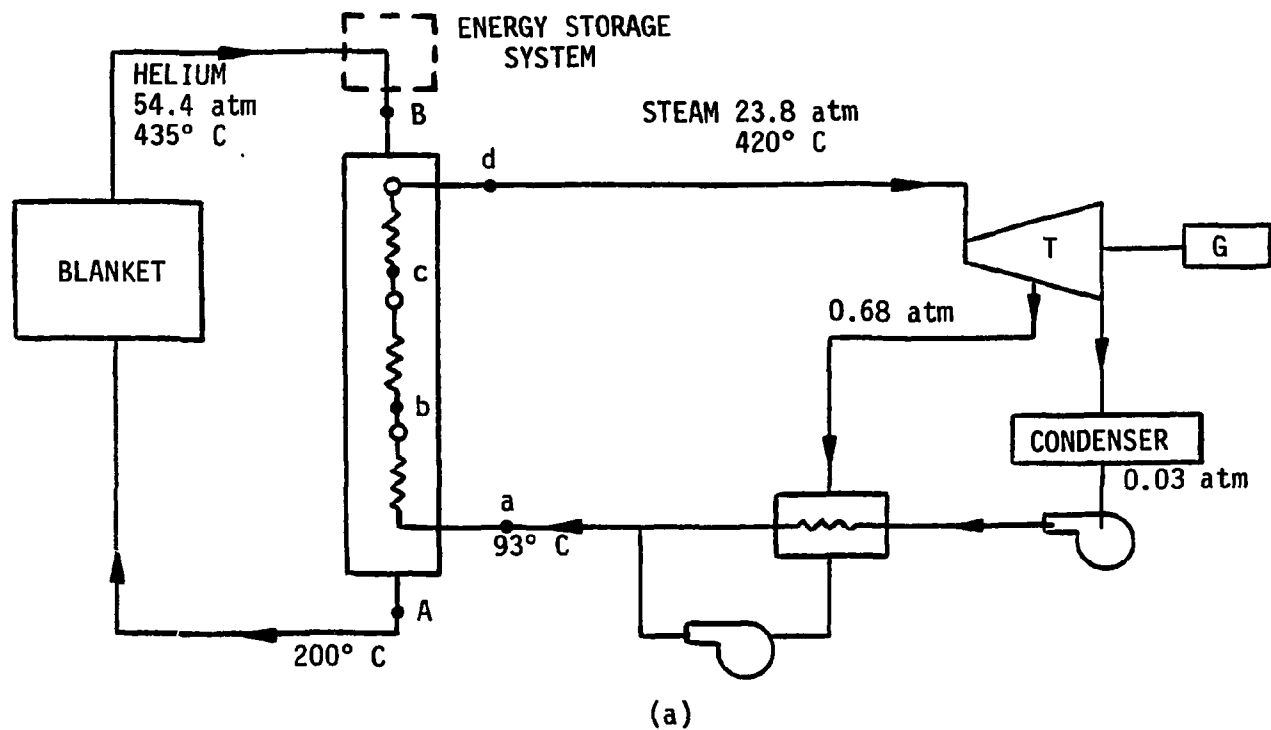 ENERGY STORAGE
SYSTEM
HELIUM
54.4 atm
435° C
B
STEAM 23.8 atm
420° C
d
BLANKET
c
T
G
0.68 atm
b
CONDENSER
0.03 atm
a
93° C
A
200° C
(a)